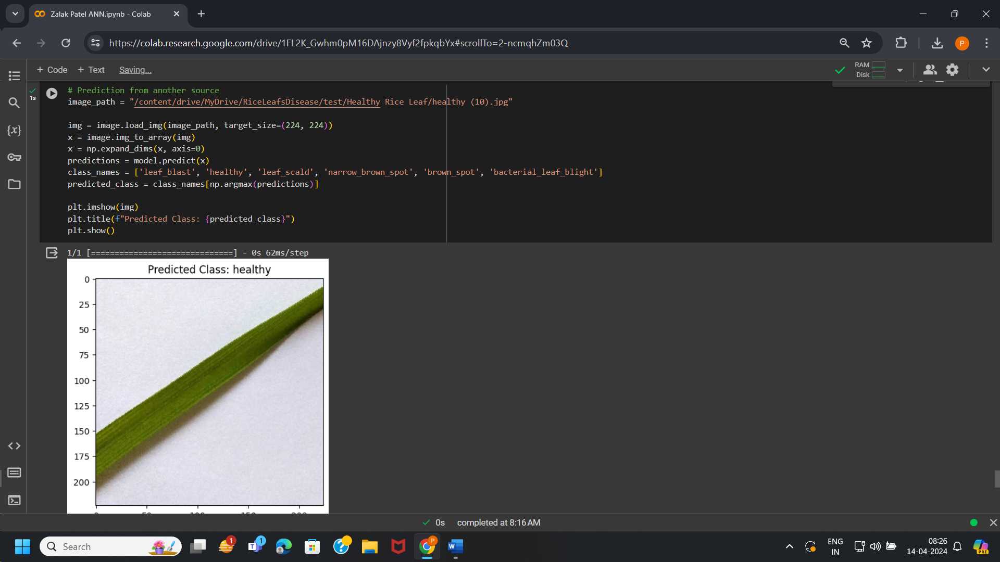 Zalak Patel ANN.ipynb - Colab
https://colab.research.google.com/drive/1FL2K_Gwhm0pM16DAjnzy8Vyf2fpkqbYx#scrollTo=2-ncmqhZm03Q
P
+ Code + Text Saving...
RAM
Disk
1s
# Prediction from another source
image_path = "/content/drive/MyDrive/RiceLeafsDisease/test/Healthy Rice Leaf/healthy (10).jpg"
img = image.load_img(image_path, target_size=(224, 224))
x = image.img_to_array(img)
x = np.expand_dims(x, axis=0)
predictions = model.predict(x)
class_names = ['leaf_blast', 'healthy', 'leaf_scald', 'narrow_brown_spot', 'brown_spot', 'bacterial_leaf_blight']
predicted_class = class_names[np.argmax(predictions)]
plt.imshow(img)
plt.title(f"Predicted Class: {predicted_class}")
plt.show()
{x}
1/1 [==============================] - 0s 62ms/step
Predicted Class: healthy
0
25
50
75
100
125
150
175
200
0s completed at 8:16 AM
Search
1
T
1
P
W
ENG
IN
08:26
14-04-2024
PRE